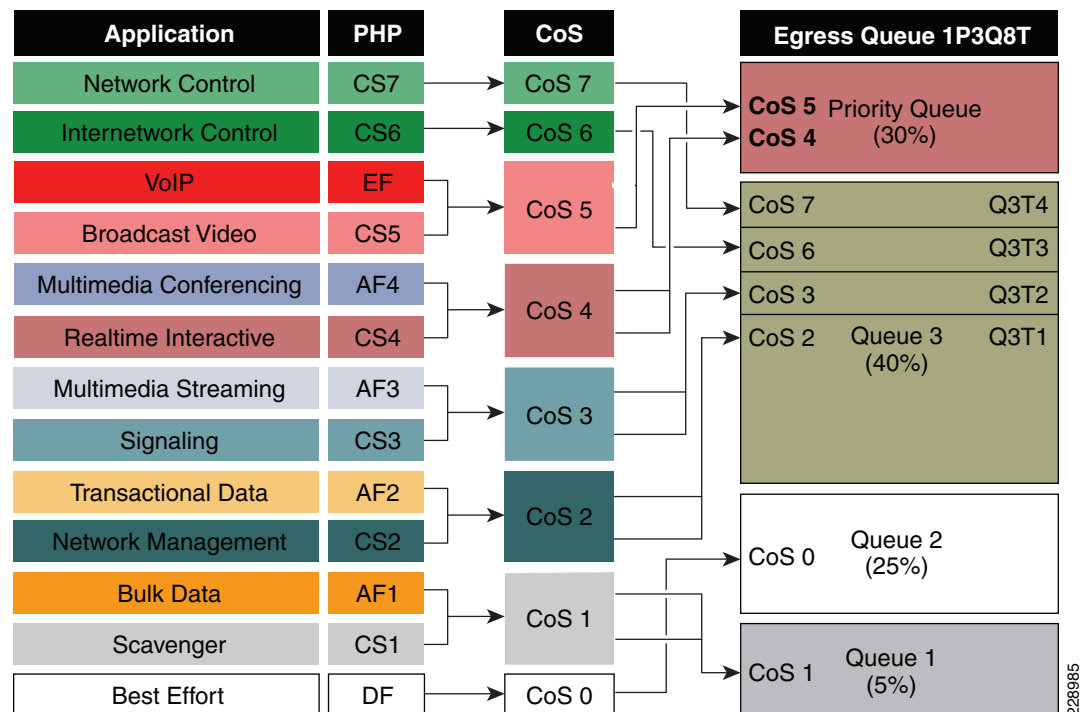 Application PHP CoS Egress Queue 1P3Q8T
Network Control CS7 CoS 7
Internetwork Control CS6 CoS 6
VoIP EF
Broadcast Video CS5
CoS 5
Multimedia Conferencing AF4
Realtime Interactive CS4
CoS 4
Multimedia Streaming AF3
Signaling CS3
CoS 3
Transactional Data AF2
Network Management CS2
CoS 2
Bulk Data AF1
Scavenger CS1
CoS 1
Best Effort DF CoS 0
CoS 5 Priority Queue
CoS 4 (30%)
CoS 7 Q3T4
CoS 6 Q3T3
CoS 3 Q3T2
CoS 2 Queue 3 Q3T1
(40%)
CoS 0 Queue 2
(25%)
CoS 1 Queue 1
(5%)
228985